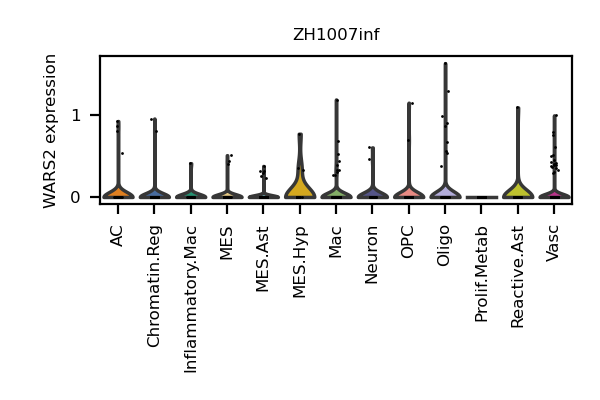 ZH1007inf
WARS2 expression
1
0
AC
Chromatin.Reg
Inflammatory.Mac
MES
MES.Ast
MES.Hyp
Mac
Neuron
OPC
Oligo
Prolif.Metab
Reactive.Ast
Vasc